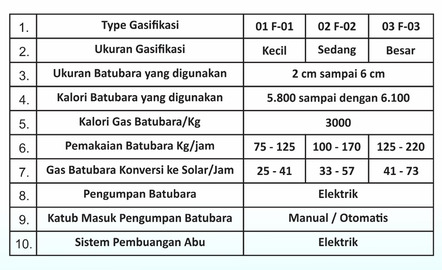 1. Type Gasifikasi 01 F-01 02 F-02 03 F-03
2. Ukuran Gasifikasi Kecil Sedang Besar
3. Ukuran Batubara yang digunakan 2 cm sampai 6 cm
4. Kalori Batubara yang digunakan 5.800 sampai dengan 6.100
5. Kalori Gas Batubara/Kg 3000
6. Pemakaian Batubara Kg/jam 75 - 125 100 - 170 125 - 220
7. Gas Batubara Konversi ke Solar/Jam 25 - 41 33 - 57 41 - 73
8. Pengumpan Batubara Elektrik
9. Katub Masuk Pengumpan Batubara Manual / Otomatis
10. Sistem Pembuangan Abu Elektrik